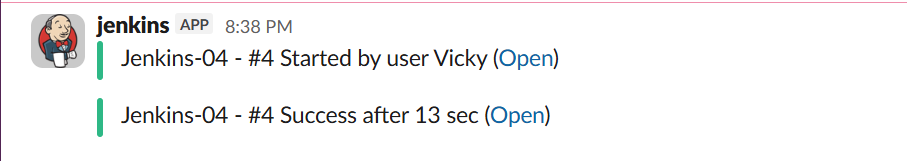 jenkins APP 8:38 PM
Jenkins-04 - #4 Started by user Vicky (Open)
Jenkins-04 - #4 Success after 13 sec (Open)